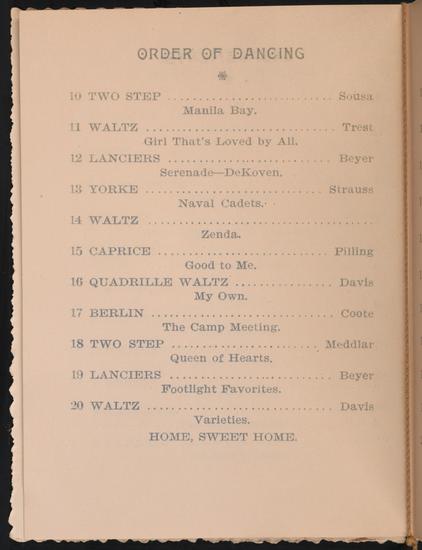 ORDER OF DANCING
10 TWO STEP ............................ Sousa
Manila Bay.
11 WALTZ ................................ Trest
Girl That's Loved by All.
12 LANCIERS ............................ Beyer
Serenade—DeKoven.
13 YORKE .............................. Strauss
Naval Cadets.
14 WALTZ ......................................
Zenda.
15 CAPRICE ............................ Pilling
Good to Me.
16 QUADRILLE WALTZ ................ Davis
My Own.
17 BERLIN .............................. Coote
The Camp Meeting.
18 TWO STEP .......................... Meddlar
Queen of Hearts.
19 LANCIERS ............................ Beyer
Footlight Favorites.
20 WALTZ ................................ Davis
Varieties.
HOME, SWEET HOME.